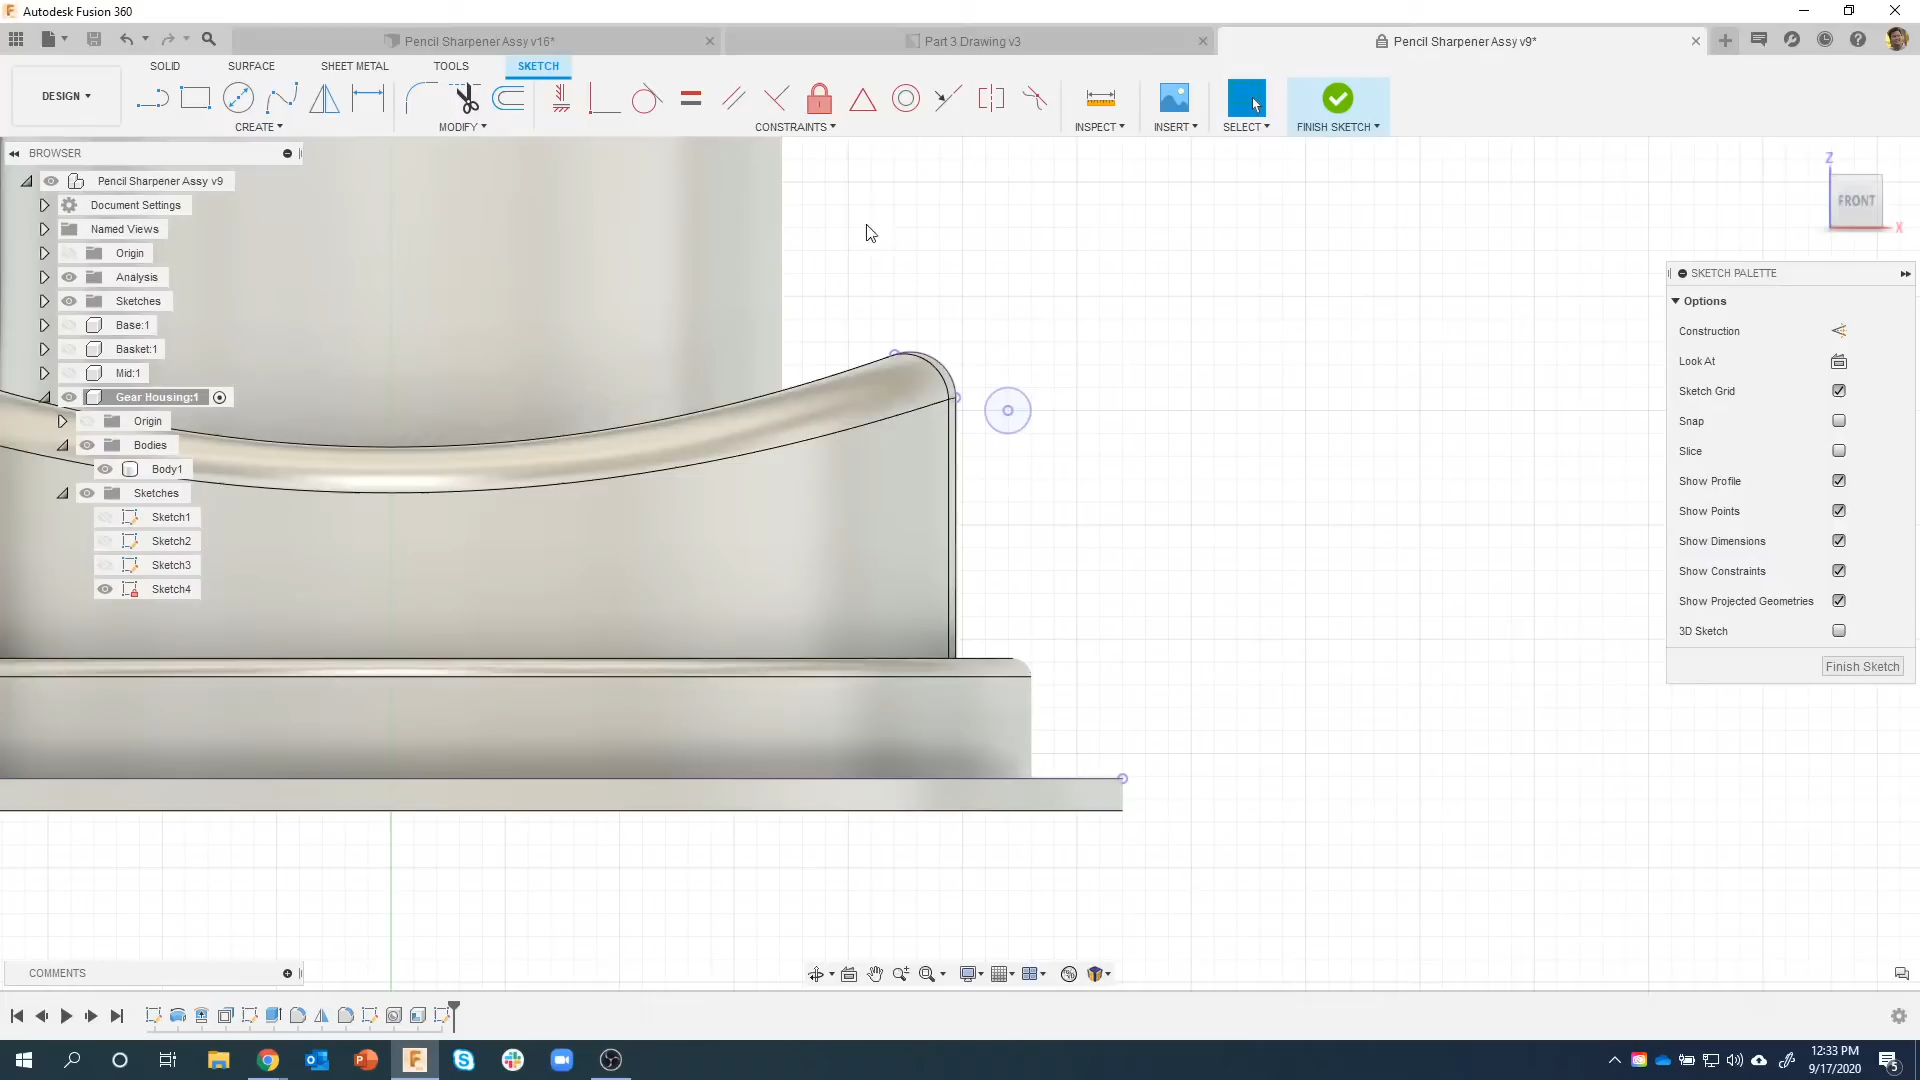 Autodesk Fusion 360
Pencil Sharpener Assy v16*
Part 3 Drawing v3
Pencil Sharpener Assy v9*
SOLID
SURFACE
SHEET METAL
TOOLS
SKETCH
DESIGN
CREATE
MODIFY
CONSTRAINTS
INSPECT
INSERT
SELECT
FINISH SKETCH
BROWSER
Pencil Sharpener Assy v9
Document Settings
Named Views
Origin
Analysis
Sketches
Base:1
Basket:1
Mid:1
Gear Housing:1
Origin
Bodies
Body1
Sketches
Sketch1
Sketch2
Sketch3
Sketch4
Z
FRONT
X
SKETCH PALETTE
Options
Construction
Look At
Sketch Grid
Snap
Slice
Show Profile
Show Points
Show Dimensions
Show Constraints
Show Projected Geometries
3D Sketch
Finish Sketch
COMMENTS
12:33 PM
9/17/2020
5